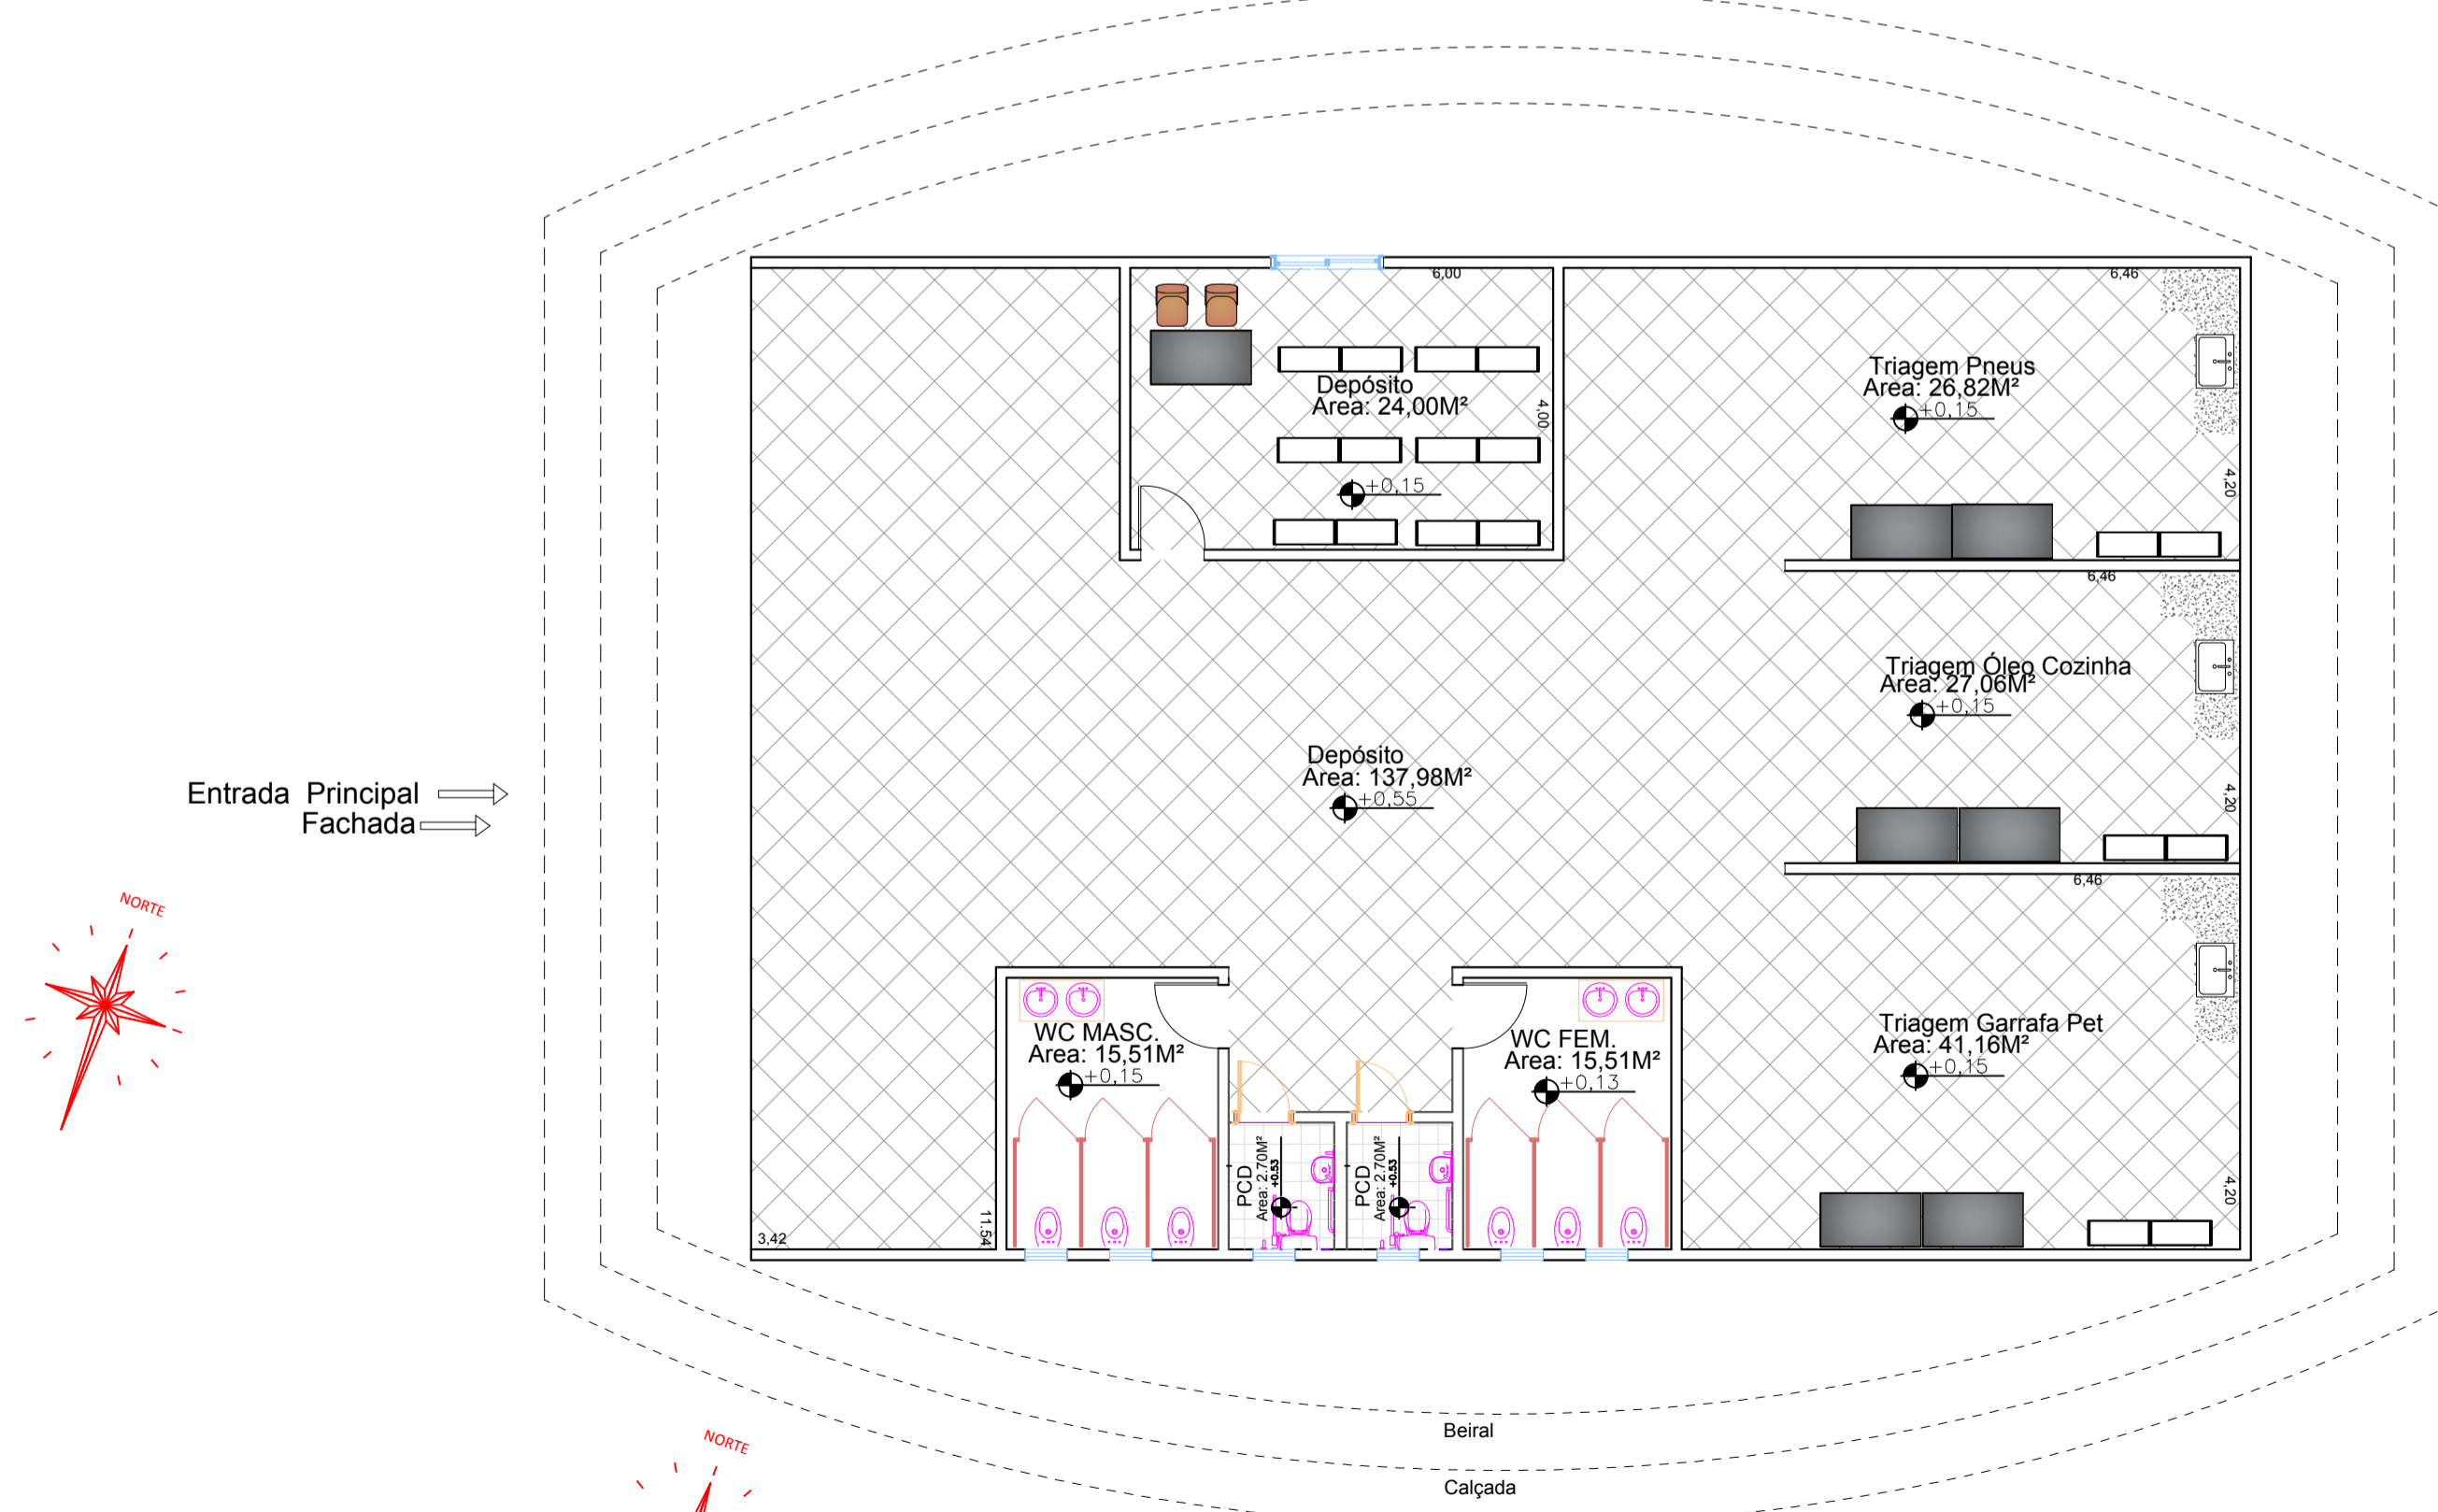 6,00
6,46
Triagem Pneus
Area: 26,82M²
+0,15
4,20
Depósito
Area: 24,00M²
4,00
+0,15
6,46
Triagem Óleo Cozinha
Area: 27,06M²
+0,15
4,20
Depósito
Area: 137,98M²
+0,55
Entrada Principal
Fachada
6,46
NORTE
WC MASC.
Area: 15,51M²
+0,15
WC FEM.
Area: 15,51M²
+0,13
Triagem Garrafa Pet
Area: 41,16M²
+0,15
4,20
PCD
Area: 2.70M²
+0.53
PCD
Area: 2.70M²
+0.53
3,42
11.54
Beiral
NORTE
Calçada